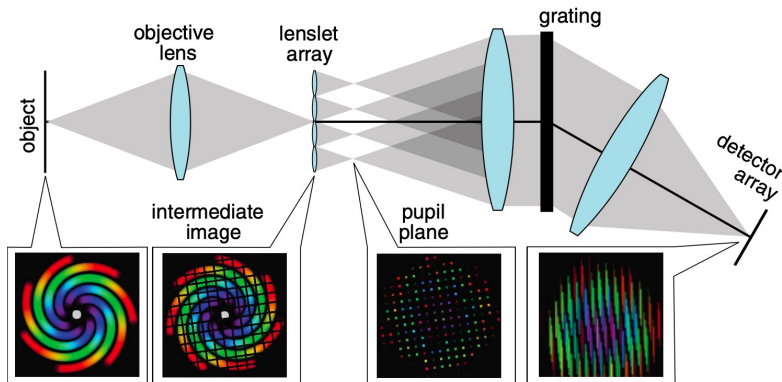 objective
lens
lenslet
array
grating
object
detector
array
intermediate
image
pupil
plane